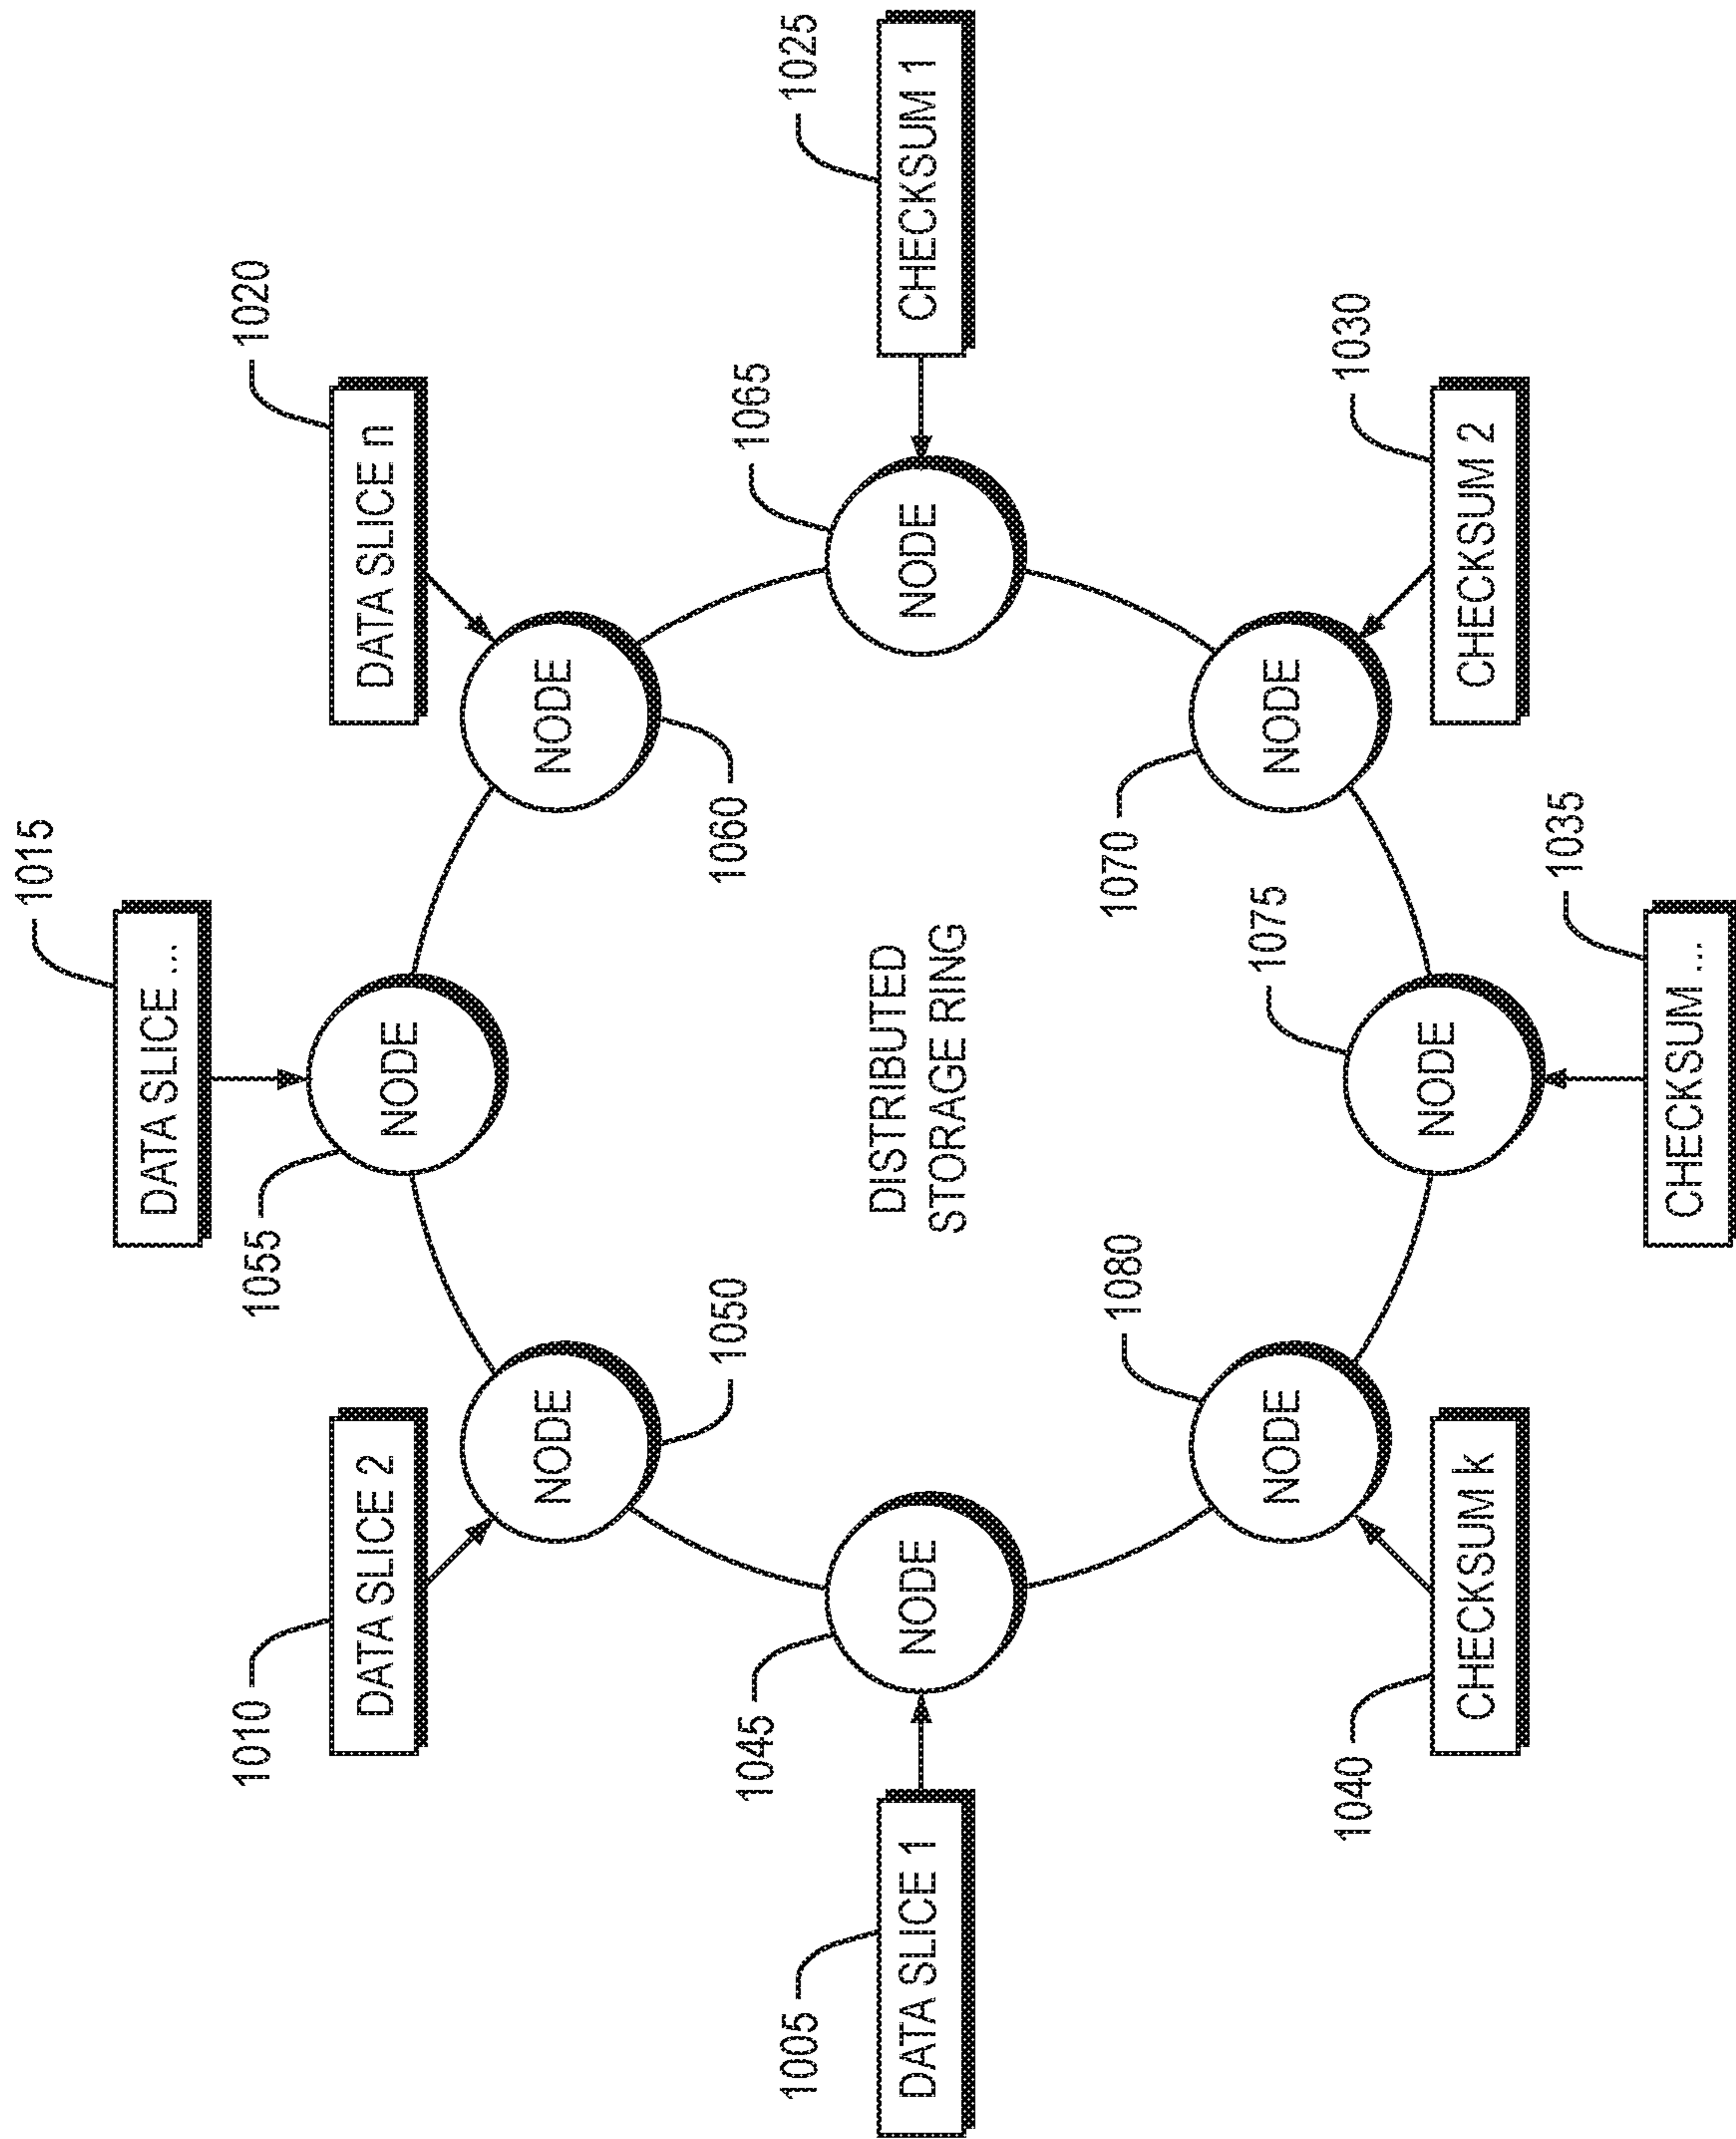 1015
DATA SLICE ...
1010
1055
1020
DATA SLICE 2
NODE
DATA SLICE n
NODE
NODE
1050
1060
1045
1065
1005
1025
DATA SLICE 1
NODE
DISTRIBUTED
STORAGE RING
NODE
CHECKSUM 1
1080
1070
1075
NODE
NODE
1040
1030
NODE
CHECKSUM k
CHECKSUM 2
1035
CHECKSUM ...